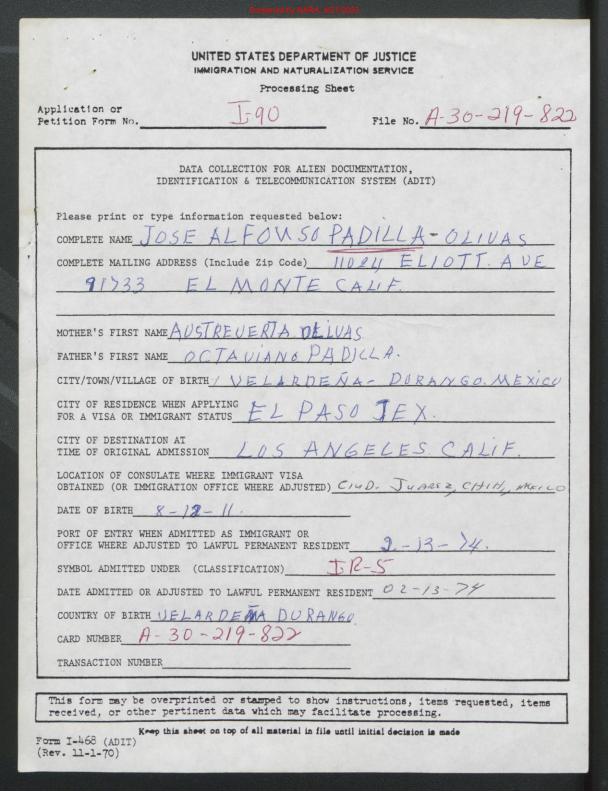 UNITED STATES DEPARTMENT OF JUSTICE
IMMIGRATION AND NATURALIZATION SERVICE
Processing Sheet
Application or
Petition Form No. I-90 File No. A-30-219-822
DATA COLLECTION FOR ALIEN DOCUMENTATION,
IDENTIFICATION & TELECOMMUNICATION SYSTEM (ADIT)
Please print or type information requested below:
COMPLETE NAME JOSE ALFONSO PADILLA-OLIVAS
COMPLETE MAILING ADDRESS (Include Zip Code) ELIOTT. AVE
91733 EL MONTE CALIF.
MOTHER'S FIRST NAME AUSTREVERTA OLIVAS
FATHER'S FIRST NAME OCTAVIANO PADILLA.
CITY/TOWN/VILLAGE OF BIRTH VELARDEÑA- DURANGO. MEXICO
CITY OF RESIDENCE WHEN APPLYING
FOR A VISA OR IMMIGRANT STATUS EL PASO TEX.
CITY OF DESTINATION AT
TIME OF ORIGINAL ADMISSION LOS ANGELES. CALIF.
LOCATION OF CONSULATE WHERE IMMIGRANT VISA
OBTAINED (OR IMMIGRATION OFFICE WHERE ADJUSTED) CIUD. JUAREZ, CHIH, MEXICO
DATE OF BIRTH 8-12-11.
PORT OF ENTRY WHEN ADMITTED AS IMMIGRANT OR
OFFICE WHERE ADJUSTED TO LAWFUL PERMANENT RESIDENT 2-13-74.
SYMBOL ADMITTED UNDER (CLASSIFICATION) IR-5
DATE ADMITTED OR ADJUSTED TO LAWFUL PERMANENT RESIDENT 02-13-74
COUNTRY OF BIRTH VELARDEÑA DURANGO
CARD NUMBER A-30-219-822
TRANSACTION NUMBER
This form may be overprinted or stamped to show instructions, items requested, items
received, or other pertinent data which may facilitate processing.
Keep this sheet on top of all material in file until initial decision is made
Form I-468 (ADIT)
(Rev. 11-1-70)